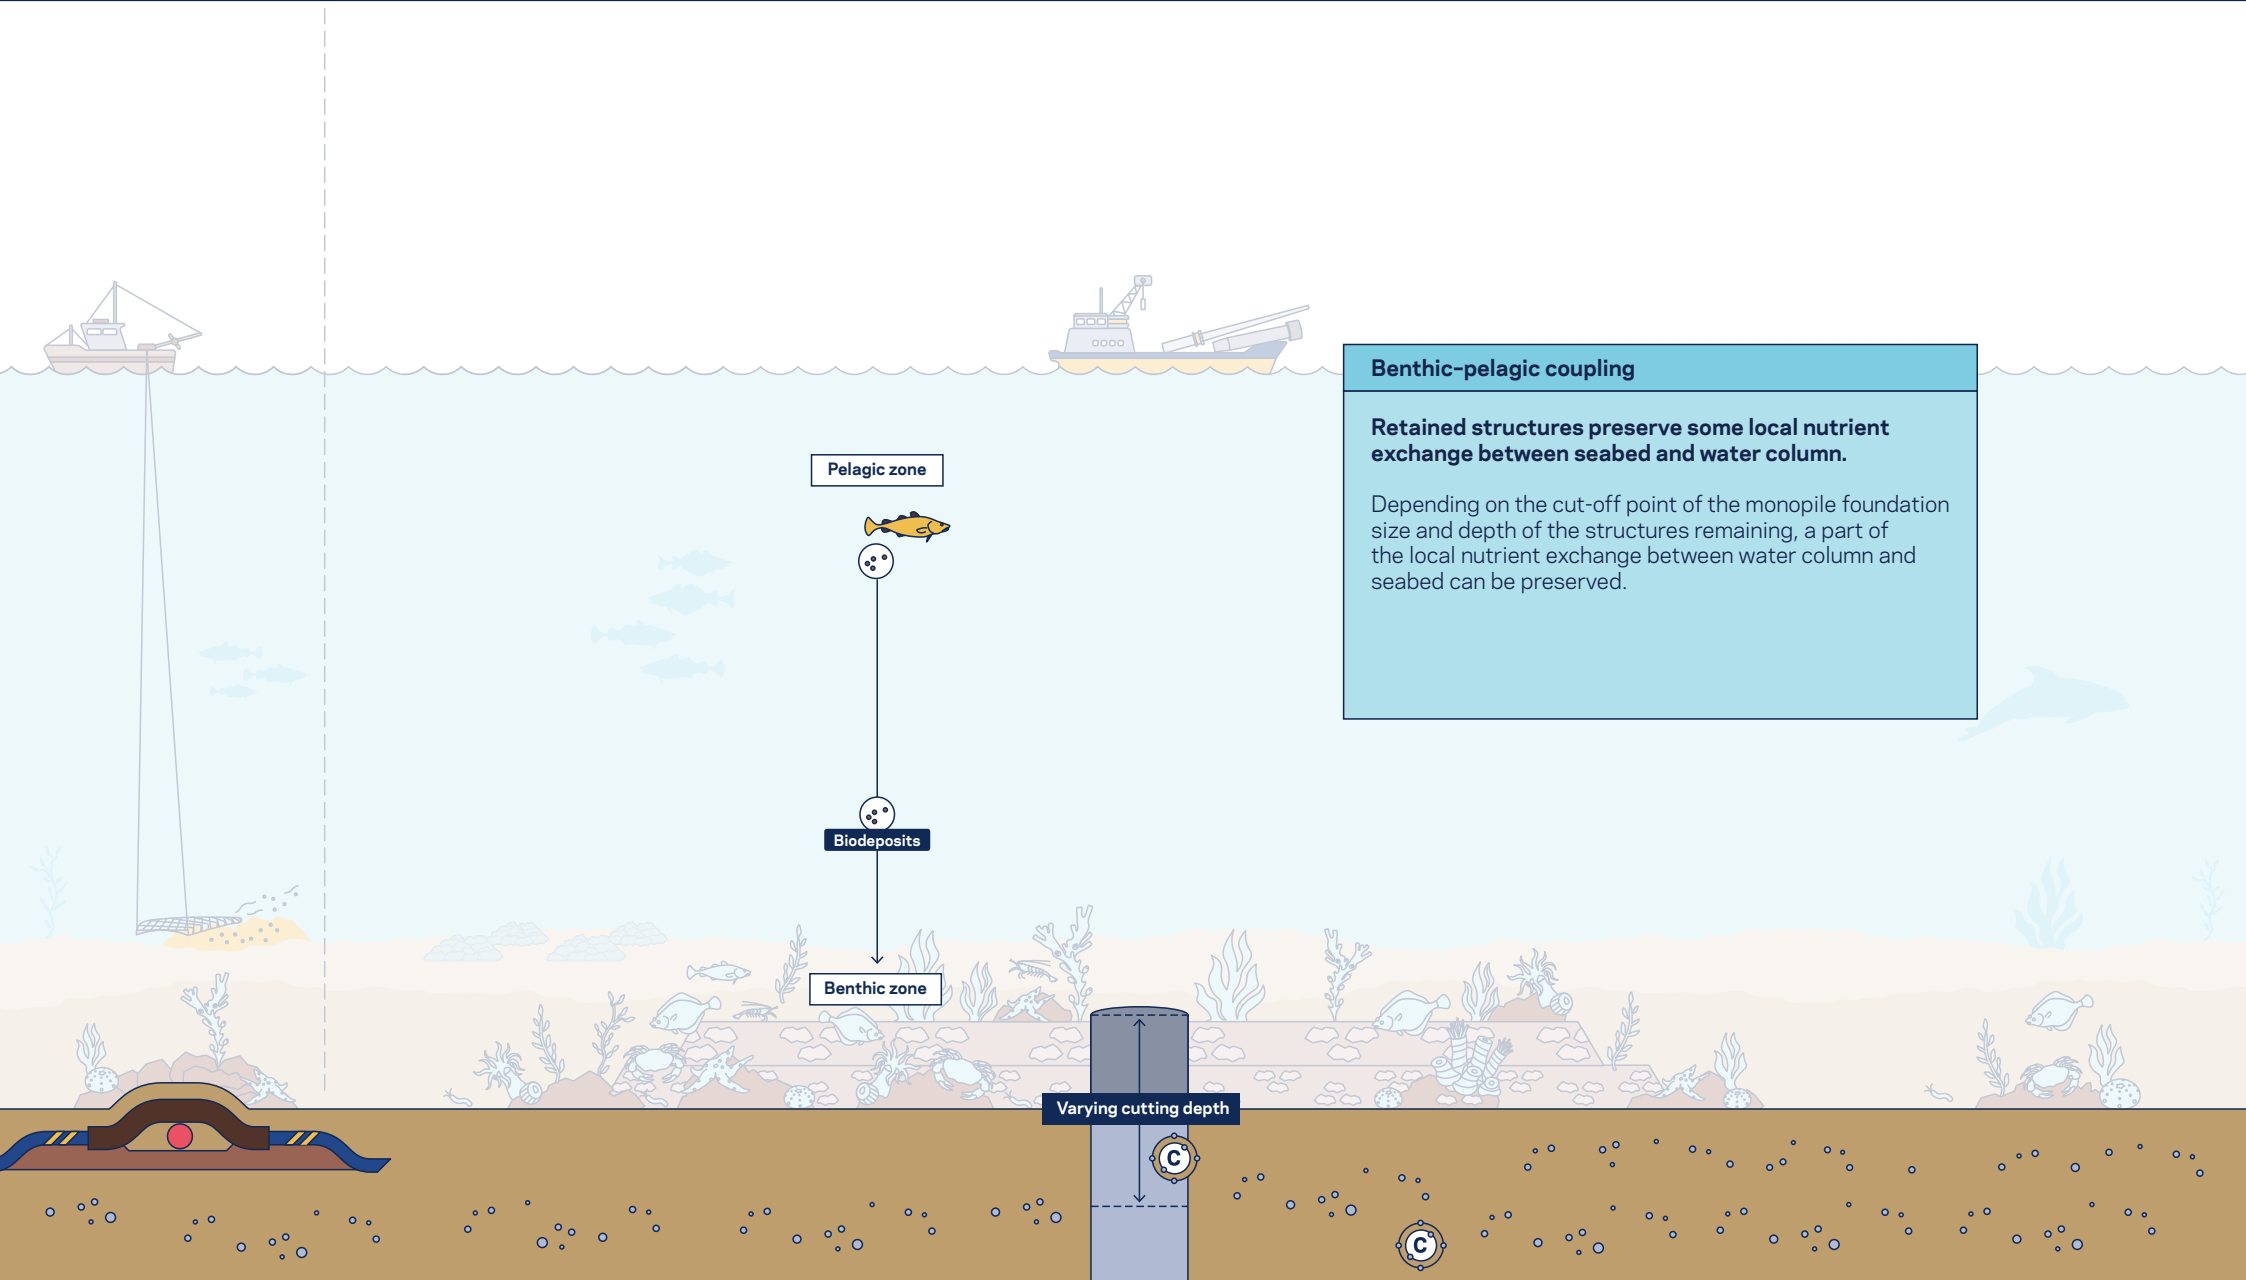 Benthic-pelagic coupling
Retained structures preserve some local nutrient
exchange between seabed and water column.
Depending on the cut-off point of the monopile foundation
size and depth of the structures remaining, a part of
the local nutrient exchange between water column and
seabed can be preserved.
Pelagic zone
Biodeposits
Benthic zone
Varying cutting depth
C
C